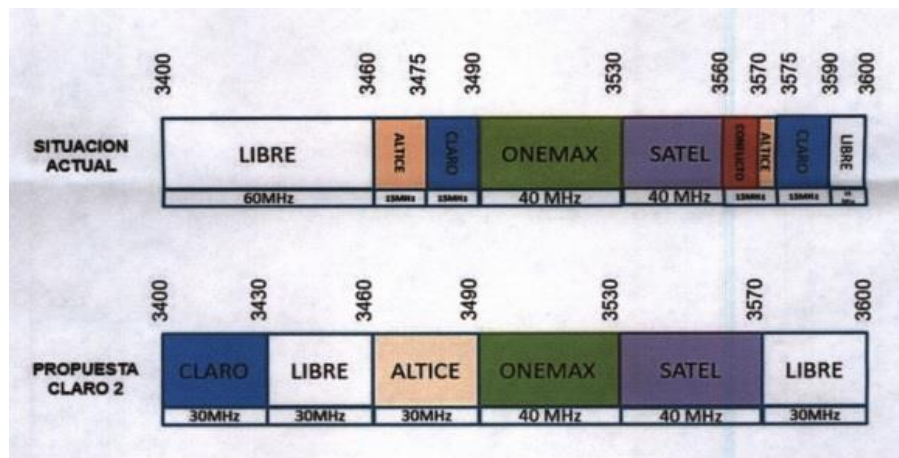 3400 3460 3475 3490 3530 3560 3570 3575 3590 3600
SITUACION
ACTUAL
LIBRE ALTICE CLARO ONEMAX SATEL CONFLICTO ALTICE CLARO LIBRE
60MHz 15MHz 15MHz 40 MHz 40 MHz 15MHz 15MHz
3400 3430 3460 3490 3530 3570 3600
PROPUESTA
CLARO 2
CLARO LIBRE ALTICE ONEMAX SATEL LIBRE
30MHz 30MHz 30MHz 40 MHz 40 MHz 30MHz